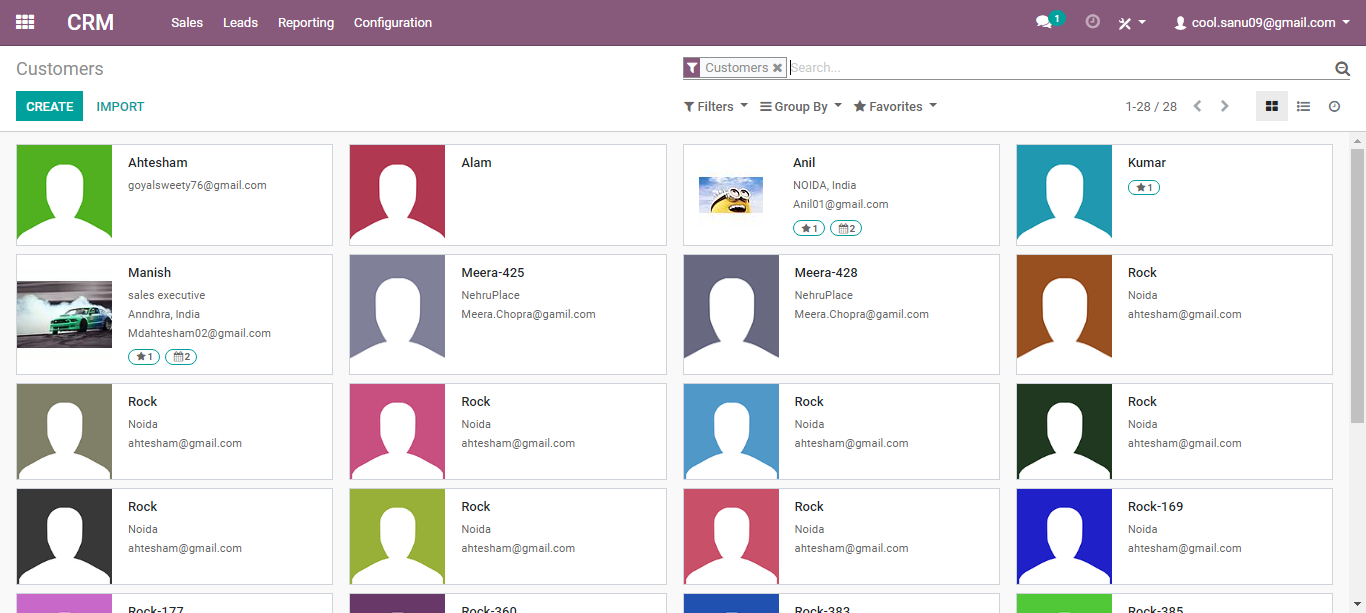 CRM Sales Leads Reporting Configuration 1 cool.sanu09@gmail.com
Customers
Customers Search...
CREATE IMPORT
Filters Group By Favorites 1-28 / 28
Ahtesham
goyalsweety76@gmail.com
Alam
Anil
NOIDA, India
Anil01@gmail.com
1 2
Kumar
1
Manish
sales executive
Anndhra, India
Mdahtesham02@gmail.com
1 2
Meera-425
NehruPlace
Meera.Chopra@gamil.com
Meera-428
NehruPlace
Meera.Chopra@gamil.com
Rock
Noida
ahtesham@gmail.com
Rock
Noida
ahtesham@gmail.com
Rock
Noida
ahtesham@gmail.com
Rock
Noida
ahtesham@gmail.com
Rock
Noida
ahtesham@gmail.com
Rock
Noida
ahtesham@gmail.com
Rock
Noida
ahtesham@gmail.com
Rock
Noida
ahtesham@gmail.com
Rock-169
Noida
ahtesham@gmail.com
Rock-177
Rock-360
Rock-383
Rock-385